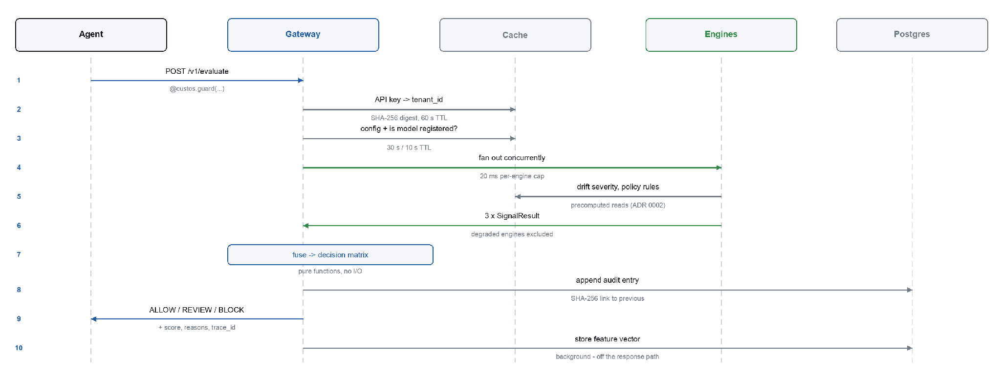 Agent
Gateway
Cache
Engines
Postgres
1
POST /v1/evaluate
@custos.guard(...)
2
API key -> tenant_id
SHA-256 digest, 60 s TTL
3
config + is model registered?
30 s / 10 s TTL
4
fan out concurrently
20 ms per-engine cap
5
drift severity, policy rules
precomputed reads (ADR 0002)
6
3 x SignalResult
degraded engines excluded
7
fuse -> decision matrix
pure functions, no I/O
8
append audit entry
SHA-256 link to previous
9
ALLOW / REVIEW / BLOCK
+ score, reasons, trace_id
10
store feature vector
background - off the response path